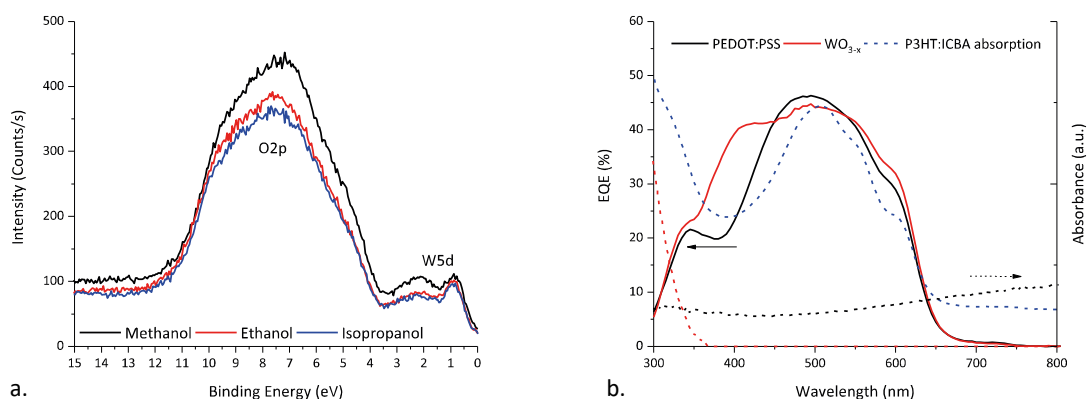 500
400
300
200
100
0
Intensity (Counts/s)
O2p
W5d
Methanol Ethanol Isopropanol
15 14 13 12 11 10 9 8 7 6 5 4 3 2 1 0
Binding Energy (eV)
a.
60
50
40
30
20
10
0
EQE (%)
PEDOT:PSS WO3-x P3HT:ICBA absorption
Absorbance (a.u.)
300 400 500 600 700 800
Wavelength (nm)
b.